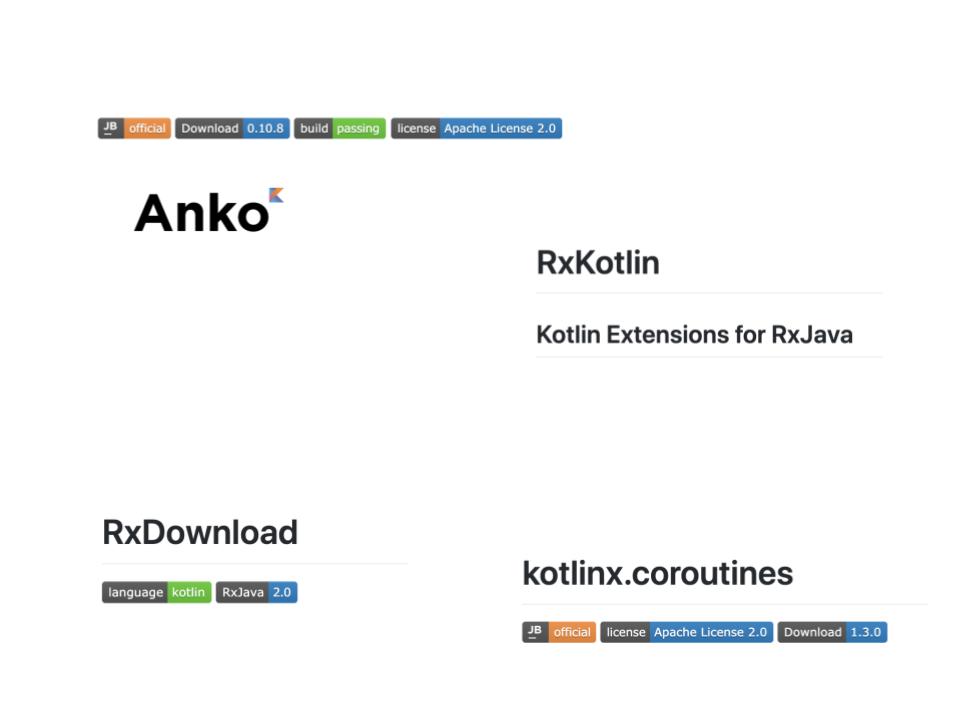 JB official Download 0.10.8 build passing license Apache License 2.0
Anko
RxKotlin
Kotlin Extensions for RxJava
RxDownload
language kotlin RxJava 2.0
kotlinx.coroutines
JB official license Apache License 2.0 Download 1.3.0